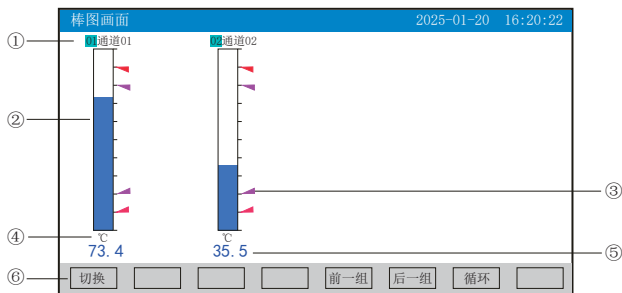 棒图画面 2025-01-20 16:20:22
① 01通道01 02通道02
②
③
④ ℃ ℃
73.4 35.5 ⑤
⑥ 切换 前一组 后一组 循环